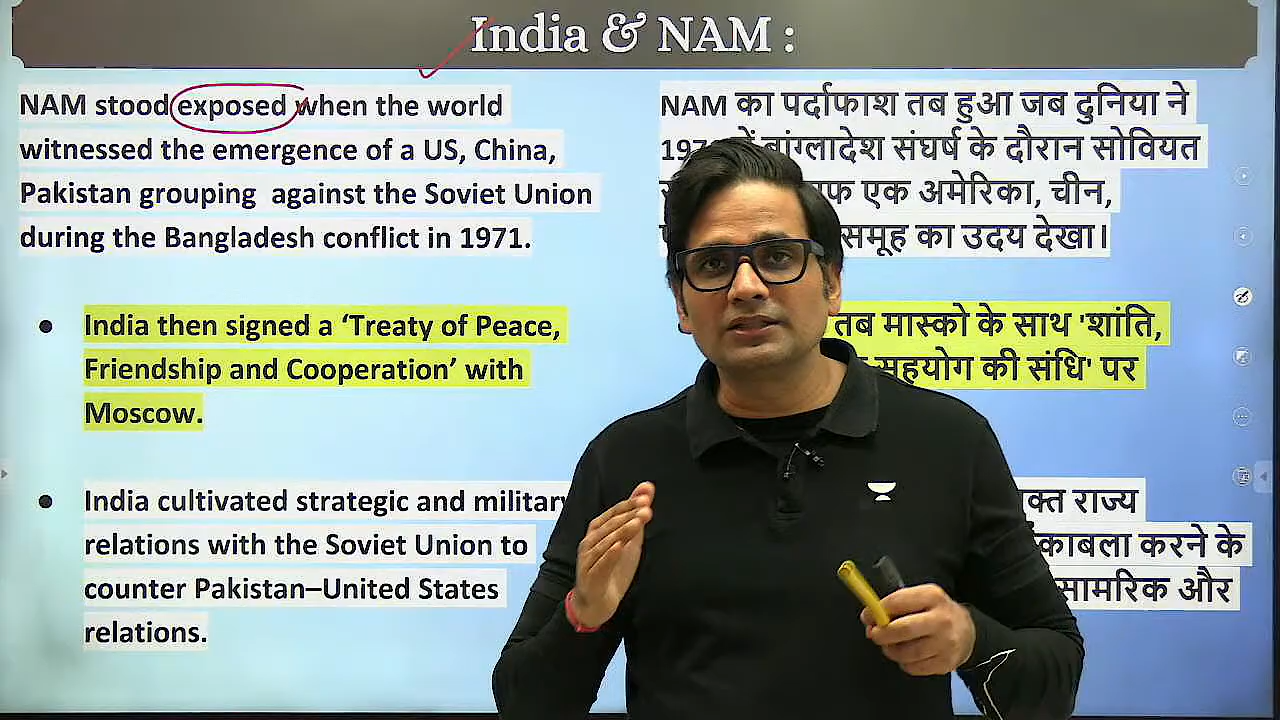 India & NAM :
NAM stood exposed when the world
witnessed the emergence of a US, China,
Pakistan grouping against the Soviet Union
during the Bangladesh conflict in 1971.
• India then signed a ‘Treaty of Peace,
Friendship and Cooperation’ with
Moscow.
• India cultivated strategic and military
relations with the Soviet Union to
counter Pakistan–United States
relations.
NAM का पर्दाफाश तब हुआ जब दुनिया ने
बांग्लादेश संघर्ष के दौरान सोवियत
एक अमेरिका, चीन,
समूह का उदय देखा।
तब मास्को के साथ 'शांति,
सहयोग की संधि' पर
राज्य
करने के
सामरिक और